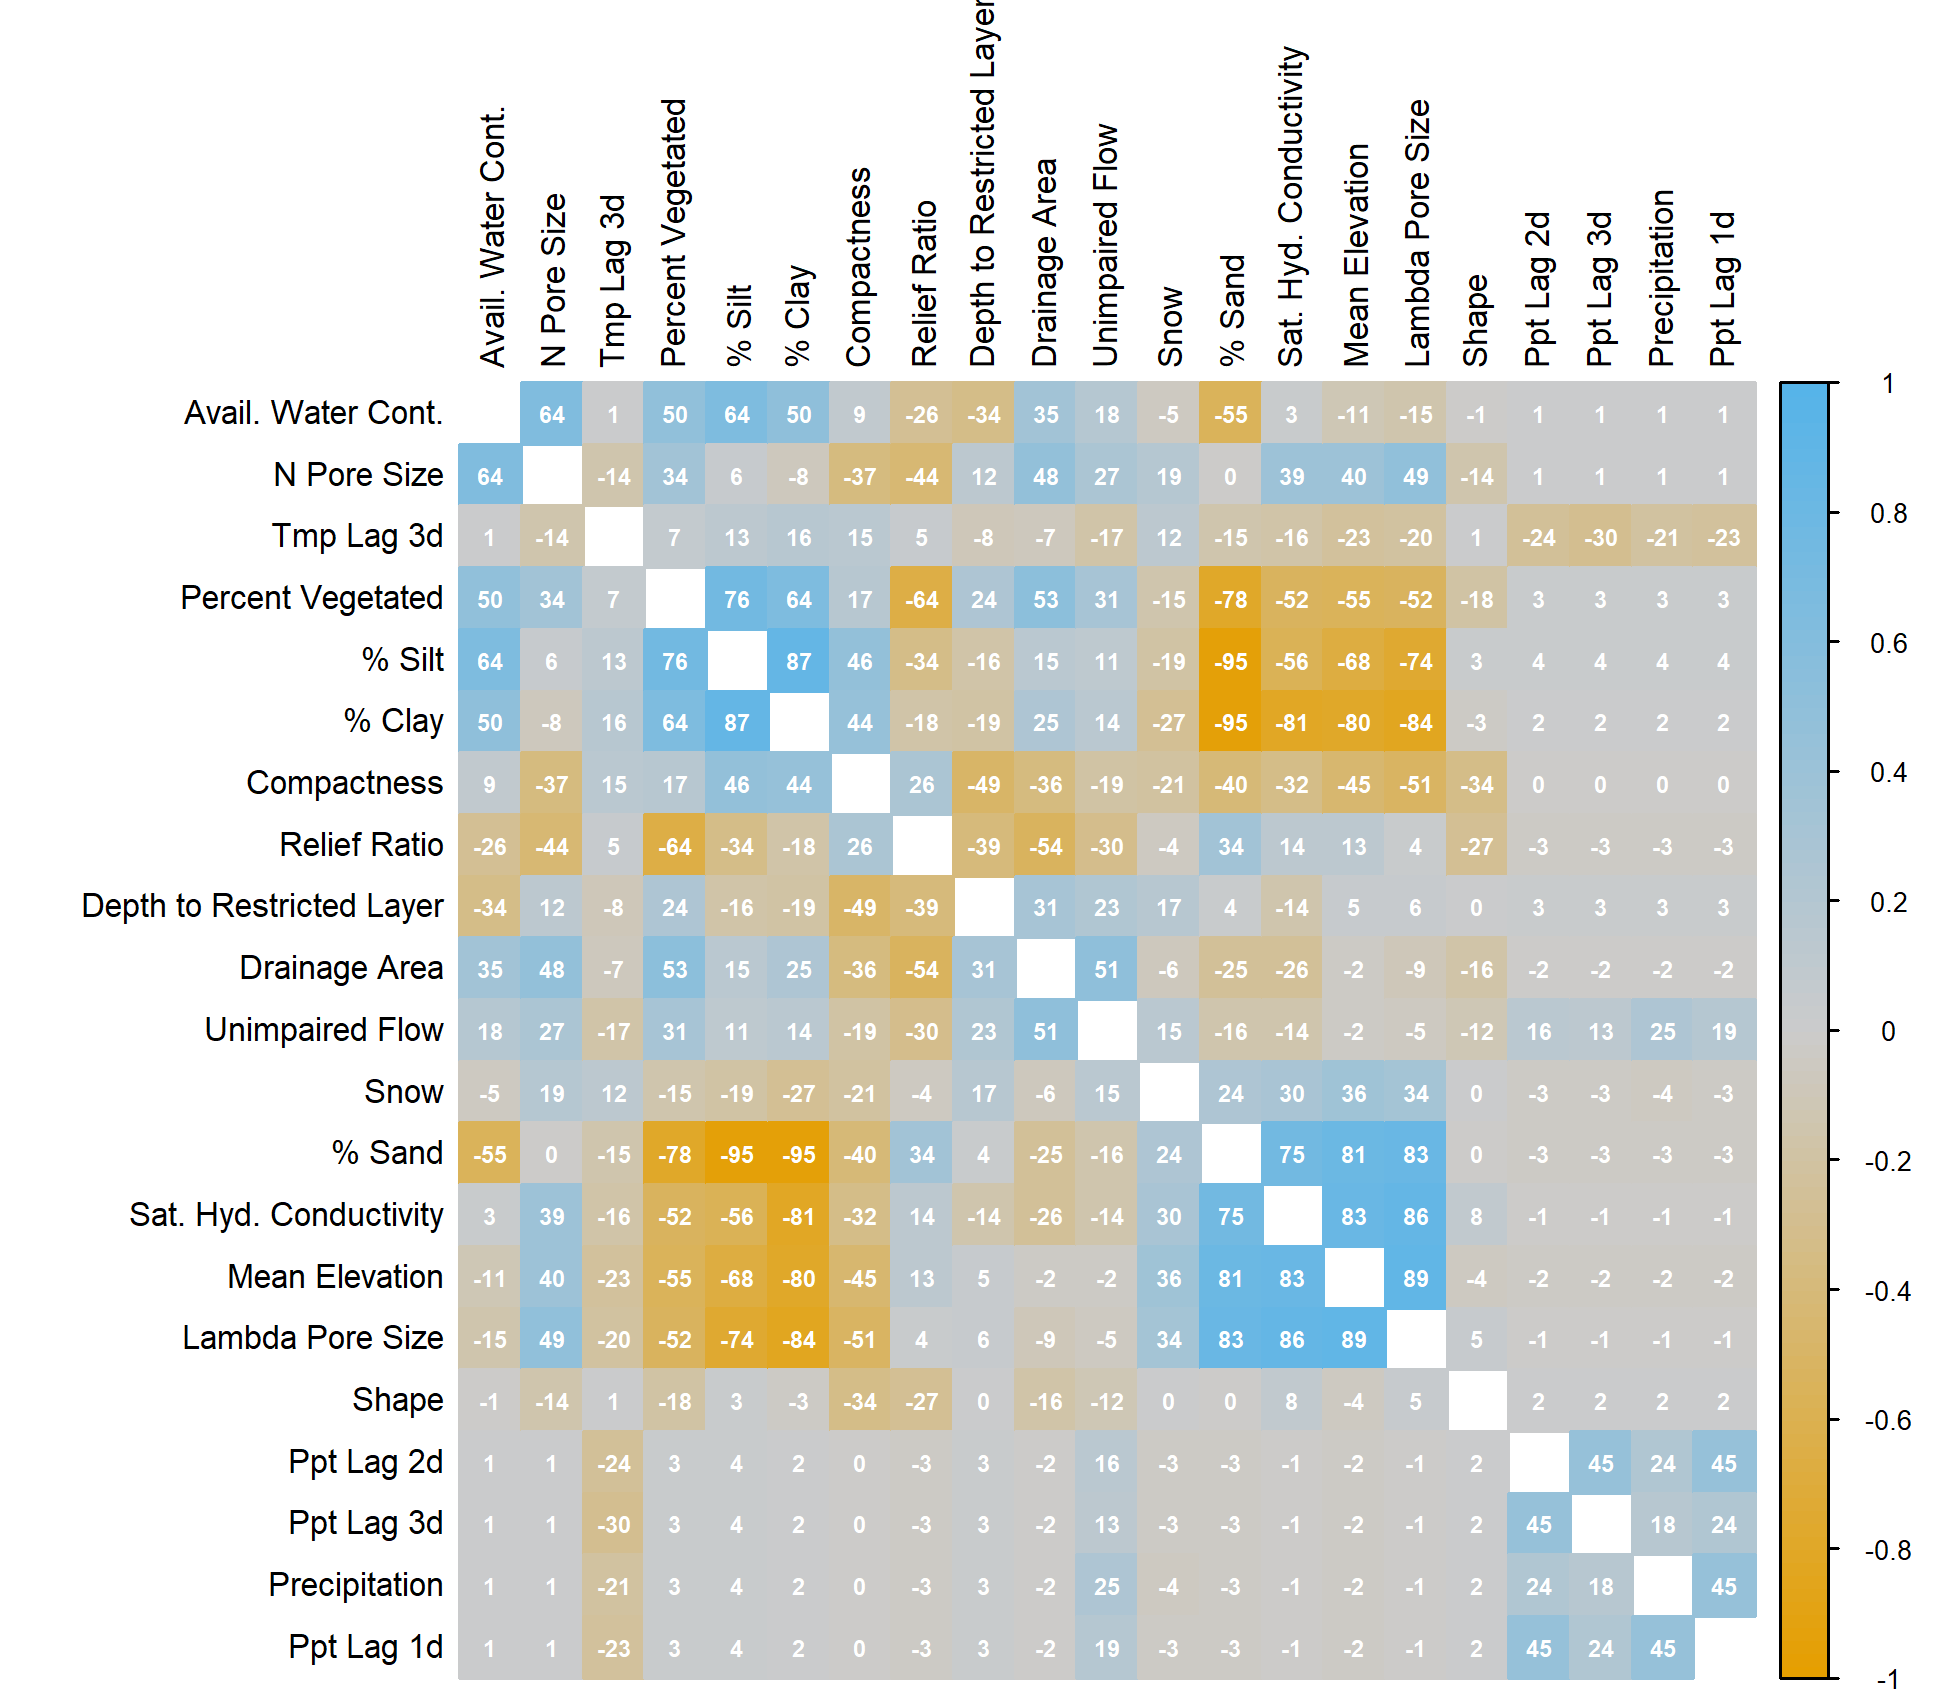 Avail. Water Cont.
N Pore Size
Tmp Lag 3d
Percent Vegetated
% Silt
% Clay
Compactness
Relief Ratio
Depth to Restricted Layer
Drainage Area
Unimpaired Flow
Snow
% Sand
Sat. Hyd. Conductivity
Mean Elevation
Lambda Pore Size
Shape
Ppt Lag 2d
Ppt Lag 3d
Precipitation
Ppt Lag 1d
Avail. Water Cont. 64 1 50 64 50 9 -26 -34 35 18 -5 -55 3 -11 -15 -1 1 1 1 1
N Pore Size 64 -14 34 6 -8 -37 -44 12 48 27 19 0 39 40 49 -14 1 1 1 1
Tmp Lag 3d 1 -14 7 13 16 15 5 -8 -7 -17 12 -15 -16 -23 -20 1 -24 -30 -21 -23
Percent Vegetated 50 34 7 76 64 17 -64 24 53 31 -15 -78 -52 -55 -52 -18 3 3 3 3
% Silt 64 6 13 76 87 46 -34 -16 15 11 -19 -95 -56 -68 -74 3 4 4 4 4
% Clay 50 -8 16 64 87 44 -18 -19 25 14 -27 -95 -81 -80 -84 -3 2 2 2 2
Compactness 9 -37 15 17 46 44 26 -49 -36 -19 -21 -40 -32 -45 -51 -34 0 0 0 0
Relief Ratio -26 -44 5 -64 -34 -18 26 -39 -54 -30 -4 34 14 13 4 -27 -3 -3 -3 -3
Depth to Restricted Layer -34 12 -8 24 -16 -19 -49 -39 31 23 17 4 -14 5 6 0 3 3 3 3
Drainage Area 35 48 -7 53 15 25 -36 -54 31 51 -6 -25 -26 -2 -9 -16 -2 -2 -2 -2
Unimpaired Flow 18 27 -17 31 11 14 -19 -30 23 51 15 -16 -14 -2 -5 -12 16 13 25 19
Snow -5 19 12 -15 -19 -27 -21 -4 17 -6 15 24 30 36 34 0 -3 -3 -4 -3
% Sand -55 0 -15 -78 -95 -95 -40 34 4 -25 -16 24 75 81 83 0 -3 -3 -3 -3
Sat. Hyd. Conductivity 3 39 -16 -52 -56 -81 -32 14 -14 -26 -14 30 75 83 86 8 -1 -1 -1 -1
Mean Elevation -11 40 -23 -55 -68 -80 -45 13 5 -2 -2 36 81 83 89 -4 -2 -2 -2 -2
Lambda Pore Size -15 49 -20 -52 -74 -84 -51 4 6 -9 -5 34 83 86 89 5 -1 -1 -1 -1
Shape -1 -14 1 -18 3 -3 -34 -27 0 -16 -12 0 0 8 -4 5 2 2 2 2
Ppt Lag 2d 1 1 -24 3 4 2 0 -3 3 -2 16 -3 -3 -1 -2 -1 2 45 24 45
Ppt Lag 3d 1 1 -30 3 4 2 0 -3 3 -2 13 -3 -3 -1 -2 -1 2 45 18 24
Precipitation 1 1 -21 3 4 2 0 -3 3 -2 25 -4 -3 -1 -2 -1 2 24 18 45
Ppt Lag 1d 1 1 -23 3 4 2 0 -3 3 -2 19 -3 -3 -1 -2 -1 2 45 24 45
1
0.8
0.6
0.4
0.2
0
-0.2
-0.4
-0.6
-0.8
-1